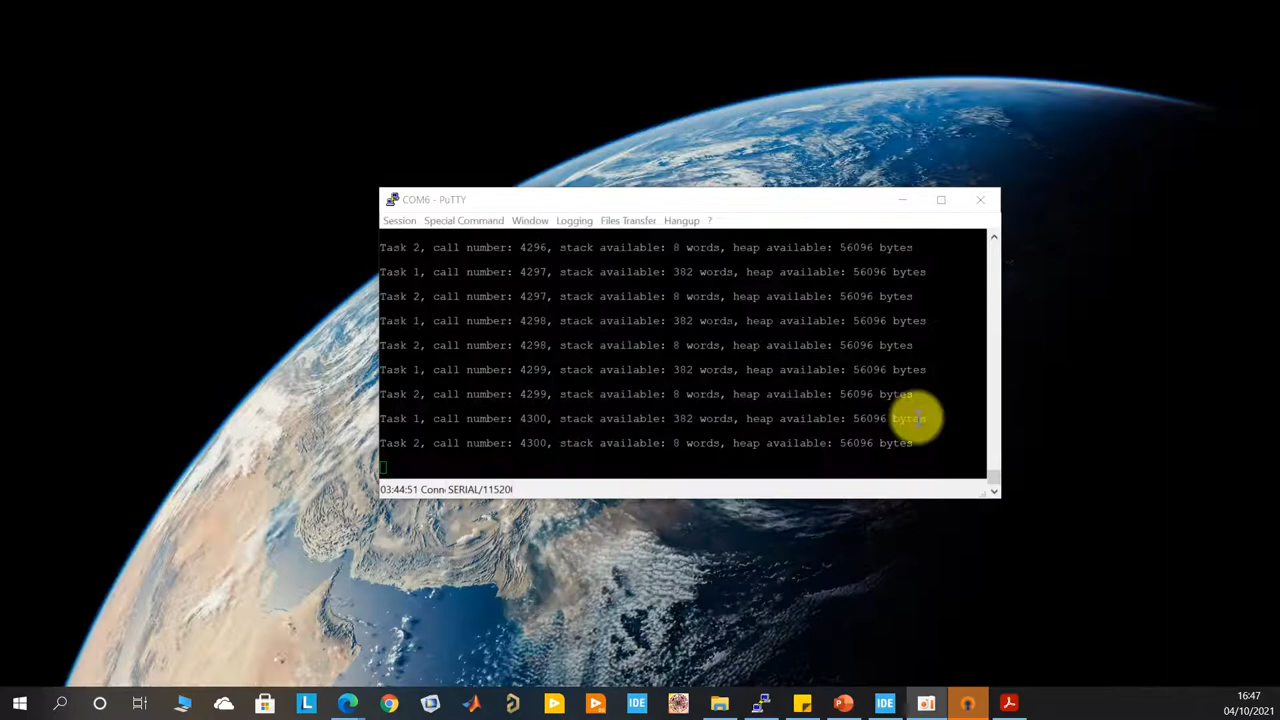 COM6 - PuTTY
Session Special Command Window Logging Files Transfer Hangup ?
Task 2, call number: 4296, stack available: 8 words, heap available: 56096 bytes
Task 1, call number: 4297, stack available: 382 words, heap available: 56096 bytes
Task 2, call number: 4297, stack available: 8 words, heap available: 56096 bytes
Task 1, call number: 4298, stack available: 382 words, heap available: 56096 bytes
Task 2, call number: 4298, stack available: 8 words, heap available: 56096 bytes
Task 1, call number: 4299, stack available: 382 words, heap available: 56096 bytes
Task 2, call number: 4299, stack available: 8 words, heap available: 56096 bytes
Task 1, call number: 4300, stack available: 382 words, heap available: 56096 bytes
Task 2, call number: 4300, stack available: 8 words, heap available: 56096 bytes
03:44:51 Conn SERIAL/11520
L IDE IDE
16:47
04/10/2021